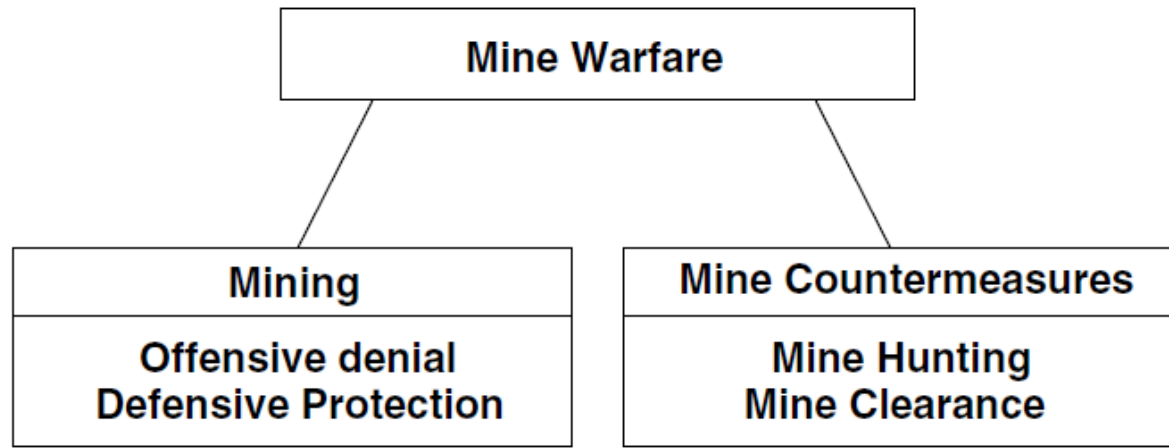 Mine Warfare
Mining
Offensive denial
Defensive Protection
Mine Countermeasures
Mine Hunting
Mine Clearance